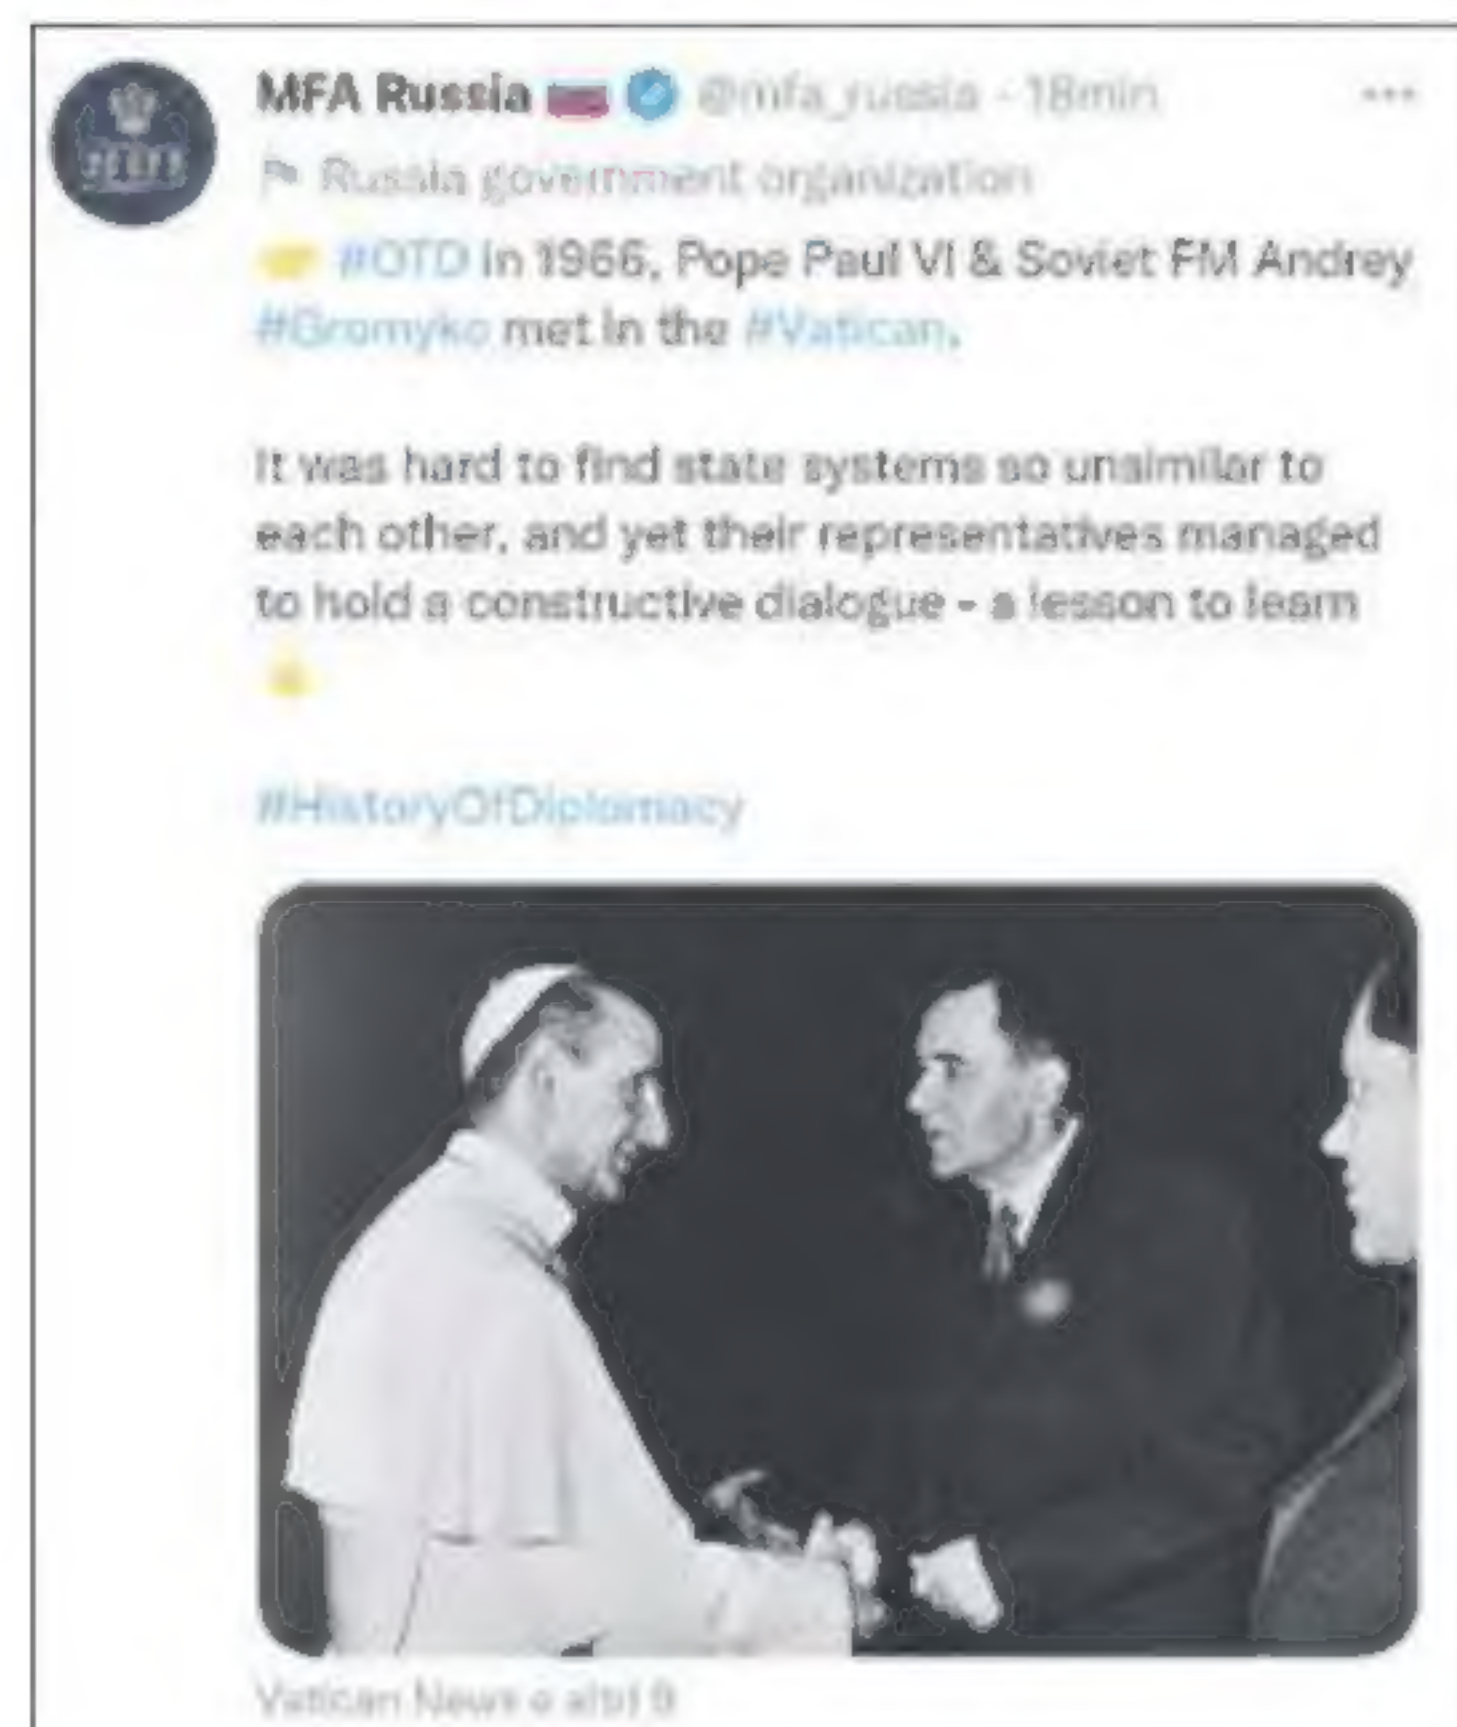 MFA Russia @mfa_russia · 18min
Russia government organization
#OTD in 1966, Pope Paul VI & Soviet FM Andrey
#Gromyko met in the #Vatican.
It was hard to find state systems so unsimilar to
each other, and yet their representatives managed
to hold a constructive dialogue - a lesson to learn
#HistoryOfDiplomacy
Vatican News e altri 9